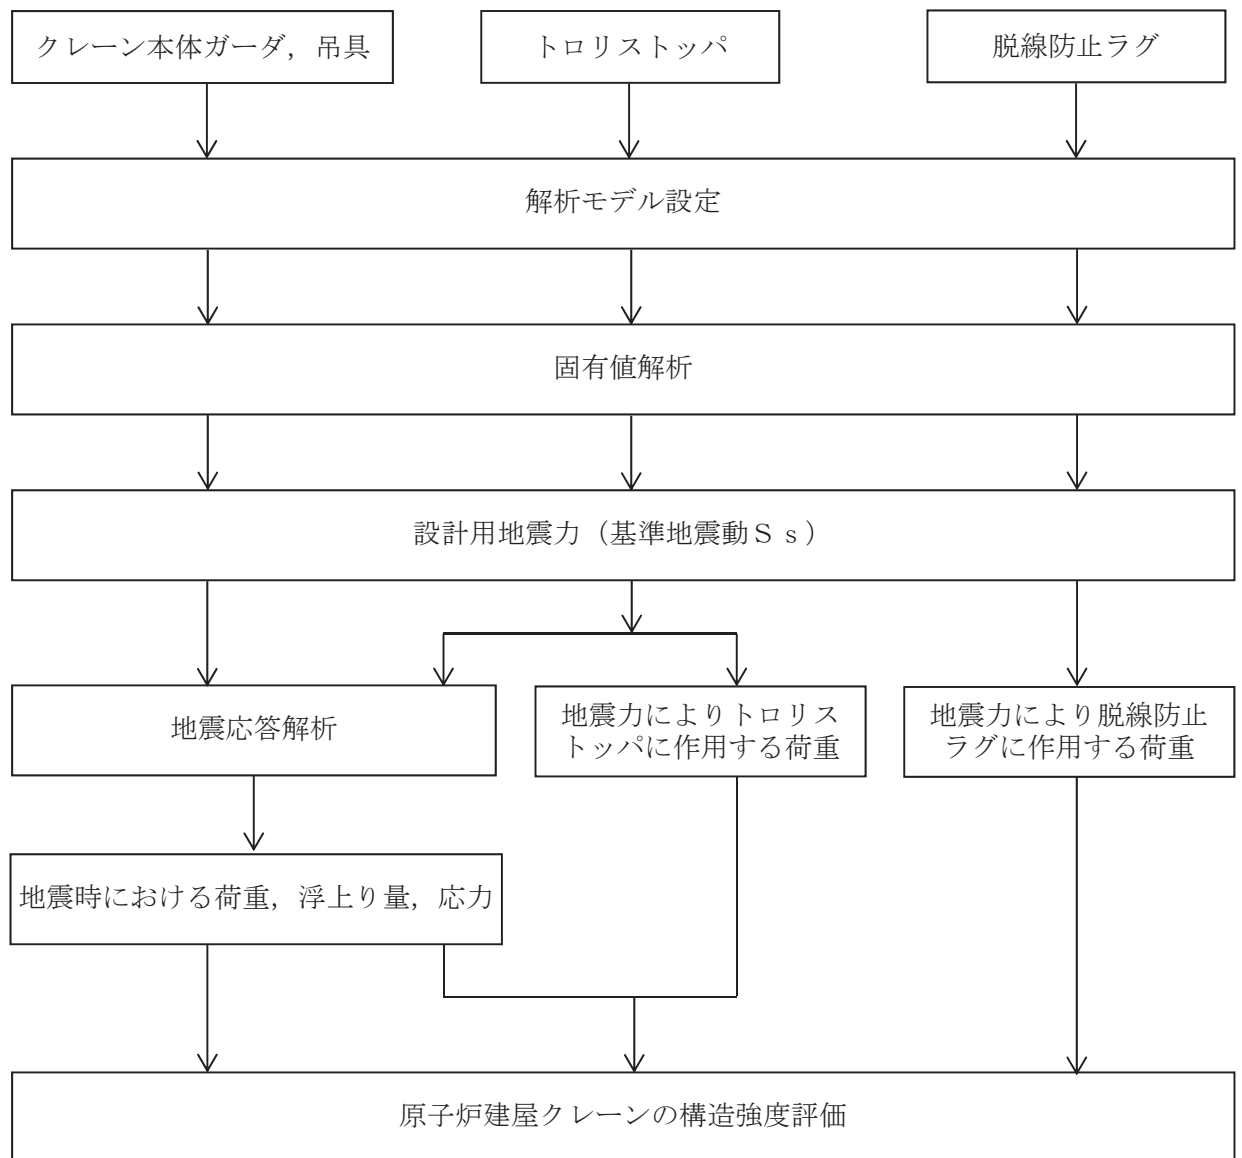 クレーン本体ガーダ，吊具
トロリストッパ
脱線防止ラグ
解析モデル設定
固有値解析
設計用地震力（基準地震動Ｓｓ）
地震応答解析
地震力によりトロリス
トッパに作用する荷重
地震力により脱線防止
ラグに作用する荷重
地震時における荷重，浮上り量，応力
原子炉建屋クレーンの構造強度評価